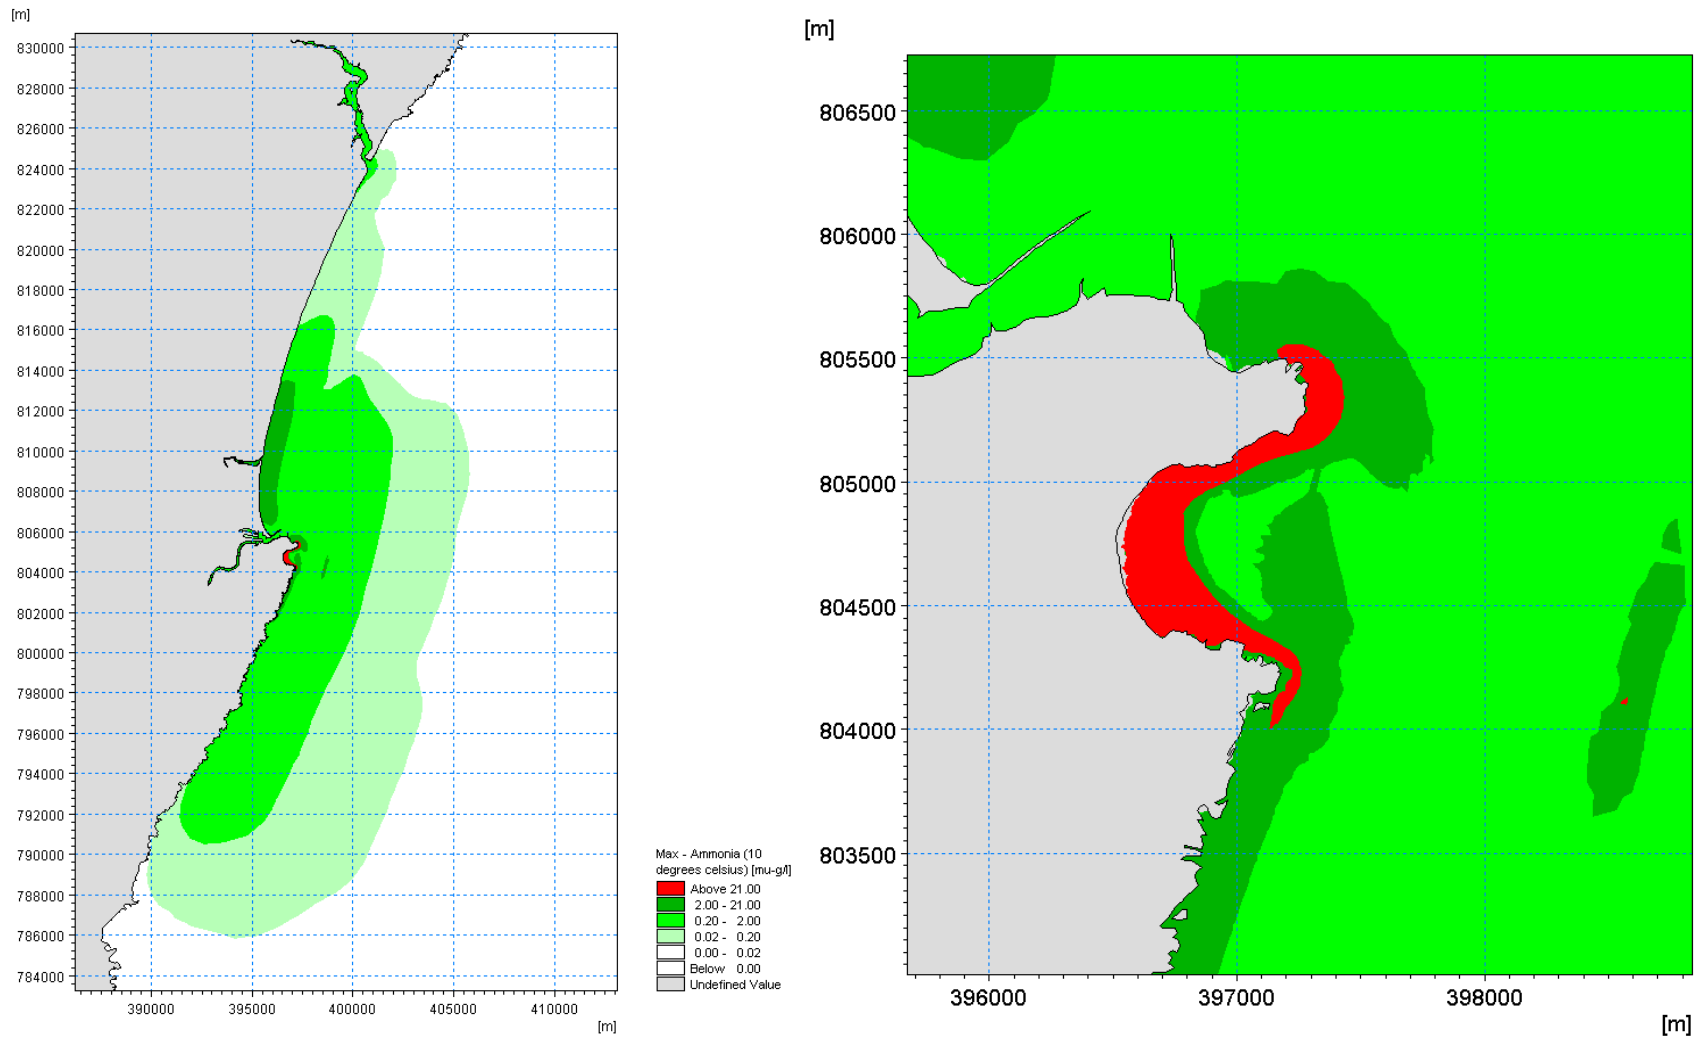 [m]
830000
828000
826000
824000
822000
820000
818000
816000
814000
812000
810000
808000
806000
804000
802000
800000
798000
796000
794000
792000
790000
788000
786000
784000
390000 395000 400000 405000 410000
[m]
Max - Ammonia (10
degrees celsius) [mu-g/l]
Above 21.00
2.00 - 21.00
0.20 - 2.00
0.02 - 0.20
0.00 - 0.02
Below 0.00
Undefined Value
[m]
806500
806000
805500
805000
804500
804000
803500
396000 397000 398000
[m]